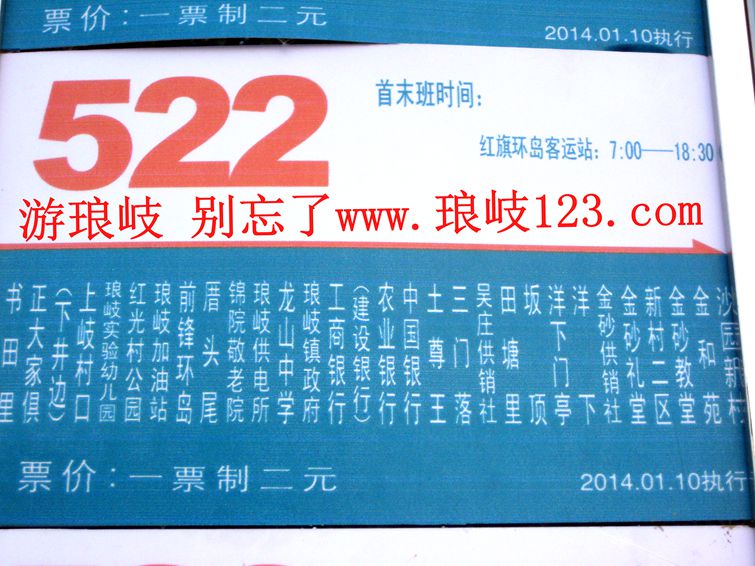 票价：一票制二元
2014.01.10执行
522
首末班时间：
红旗环岛客运站：7:00——18:30
游琅岐 别忘了www.琅岐123.com
书田里
正大家俱
（下井边）
上岐村口
琅岐实验幼儿园
红光村公园
琅岐加油站
前锋环岛
厝头尾
锦院敬老院
琅岐供电所
龙山中学
琅岐镇政府
工商银行
（建设银行）
农业银行
中国银行
土尊王
三门落
吴庄供销社
田塘里
坂顶
洋下门亭
洋下
金砂供销社
金砂礼堂
新村二区
金砂教堂
金和苑
沙园新村
票价：一票制二元
2014.01.10执行